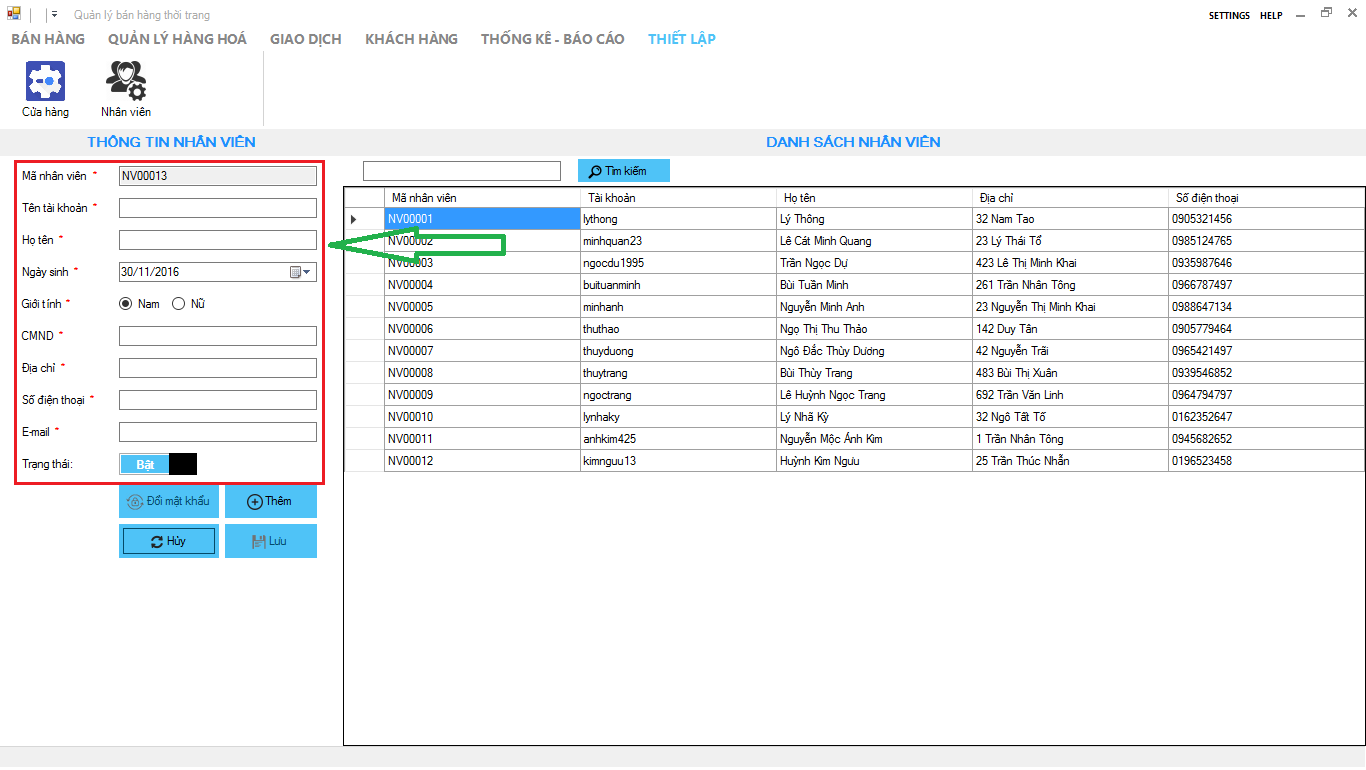 Quản lý bán hàng thời trang
SETTINGS HELP
BÁN HÀNG QUẢN LÝ HÀNG HOÁ GIAO DỊCH KHÁCH HÀNG THỐNG KÊ - BÁO CÁO THIẾT LẬP
Cửa hàng Nhân viên
THÔNG TIN NHÂN VIÊN
Mã nhân viên * NV00013
Tên tài khoản *
Họ tên *
Ngày sinh * 30/11/2016
Giới tính * Nam Nữ
CMND *
Địa chỉ *
Số điện thoại *
E-mail *
Trạng thái: Bật
Đổi mật khẩu Thêm
Hủy Lưu
DANH SÁCH NHÂN VIÊN
Tìm kiếm
Mã nhân viên Tài khoản Họ tên Địa chỉ Số điện thoại
NV00001 lythong Lý Thông 32 Nam Tao 0905321456
NV00002 minhquan23 Lê Cát Minh Quang 23 Lý Thái Tổ 0985124765
NV00003 ngocdu1995 Trần Ngọc Dự 423 Lê Thị Minh Khai 0935987646
NV00004 buituanminh Bùi Tuần Minh 261 Trần Nhân Tông 0966787497
NV00005 minhanh Nguyễn Minh Anh 23 Nguyễn Thị Minh Khai 0988647134
NV00006 thuthao Ngọ Thị Thu Thảo 142 Duy Tân 0905779464
NV00007 thuyduong Ngô Đắc Thùy Dương 42 Nguyễn Trãi 0965421497
NV00008 thuytrang Bùi Thùy Trang 483 Bùi Thị Xuân 0939546852
NV00009 ngoctrang Lê Huỳnh Ngọc Trang 692 Trần Văn Linh 0964794797
NV00010 lynhaky Lý Nhã Kỳ 32 Ngô Tất Tố 0162352647
NV00011 anhkim425 Nguyễn Mộc Ánh Kim 1 Trần Nhân Tông 0945682652
NV00012 kimnguu13 Huỳnh Kim Ngưu 25 Trần Thúc Nhẫn 0196523458